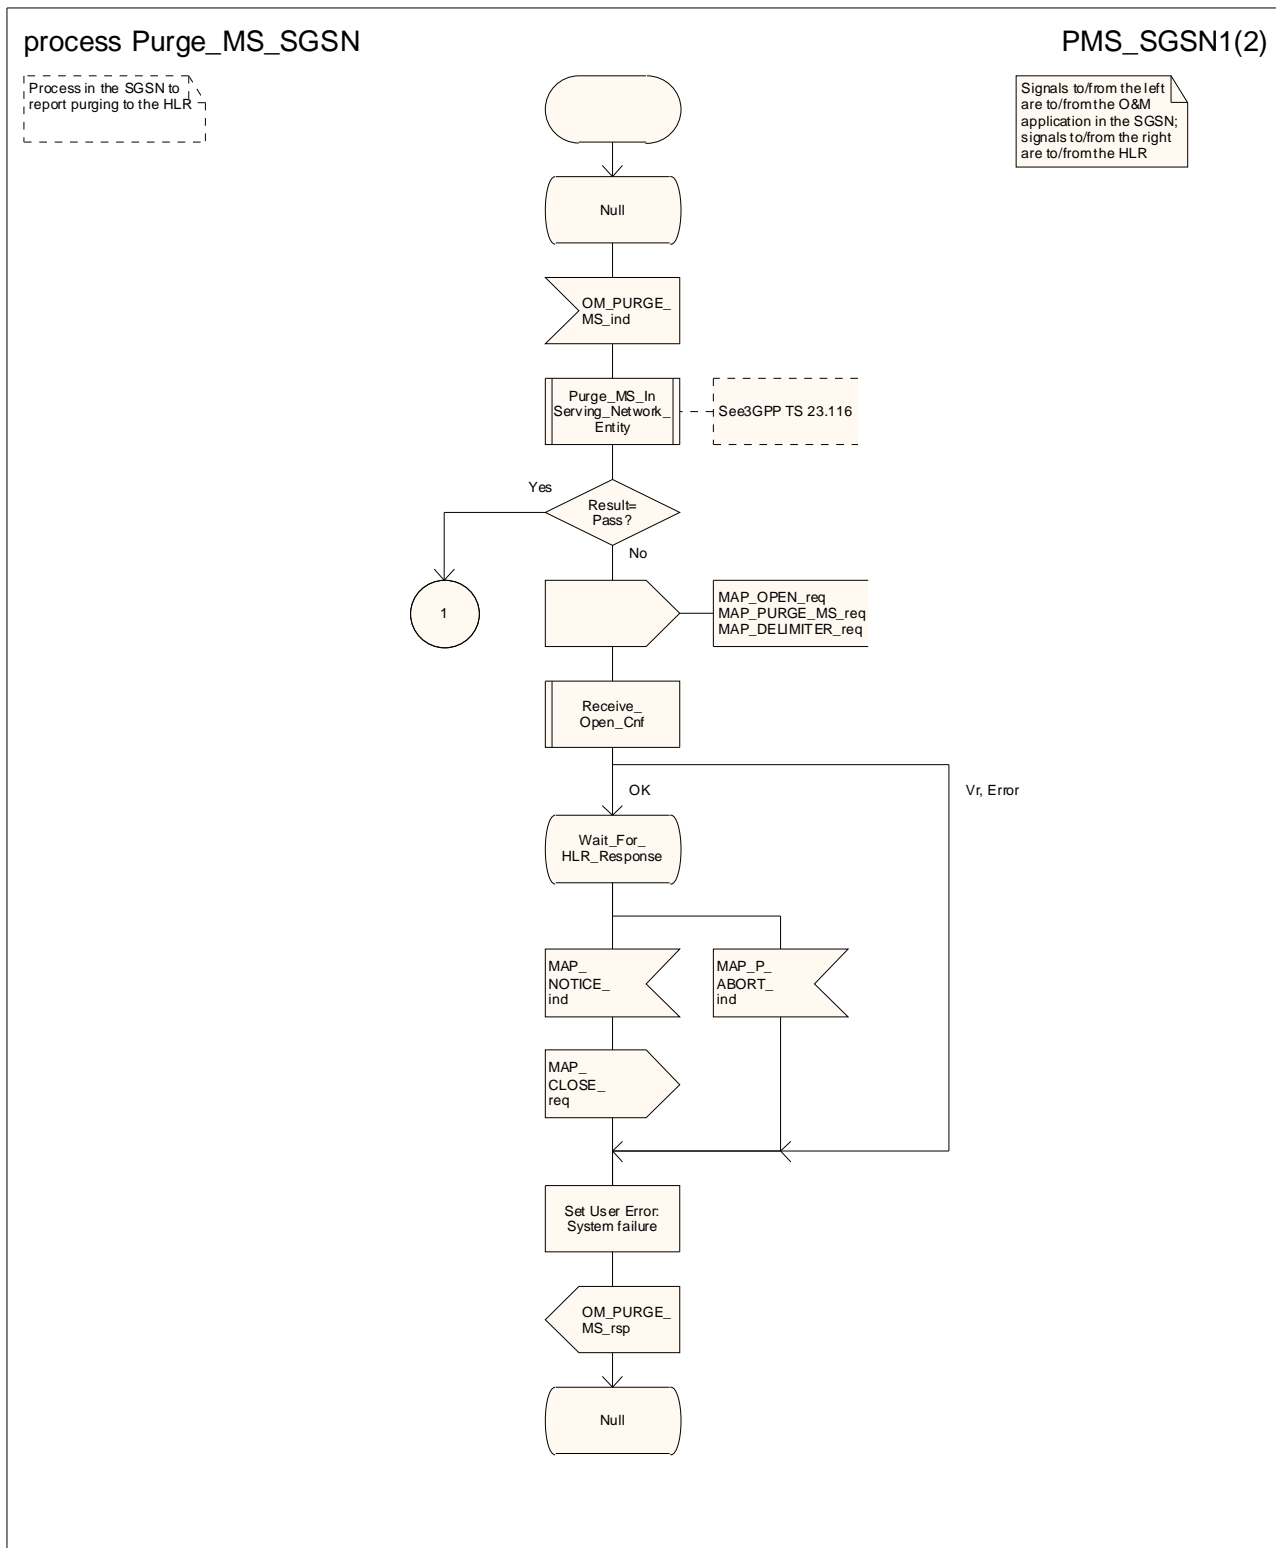 process Purge_MS_SGSN
PMS_SGSN1(2)
Process in the SGSN to
report purging to the HLR
Signals to/from the left
are to/from the O&M
application in the SGSN;
signals to/from the right
are to/from the HLR
Null
OM_PURGE_
MS_ind
Purge_MS_In
Serving_Network_
Entity
See3GPP TS 23.116
Yes
Result=
Pass?
No
1
MAP_OPEN_req
MAP_PURGE_MS_req
MAP_DELIMITER_req
Receive_
Open_Cnf
OK
Vr, Error
Wait_For_
HLR_Response
MAP_
NOTICE_
ind
MAP_P_
ABORT_
ind
MAP_
CLOSE_
req
Set User Error:
System failure
OM_PURGE_
MS_rsp
Null